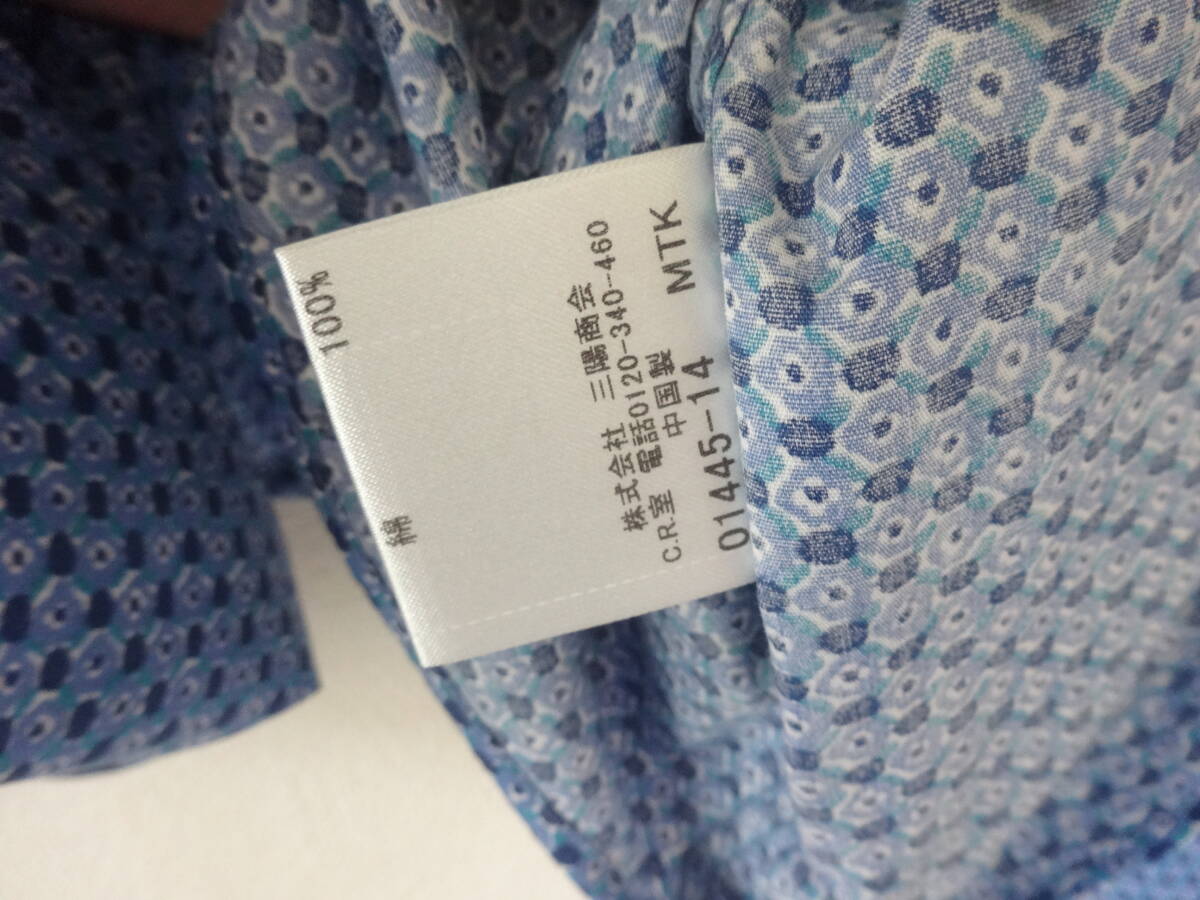 綿 100%
株式会社 三陽商会
C.R.室 電話0120-340-460
中国製
01445-14 MTK